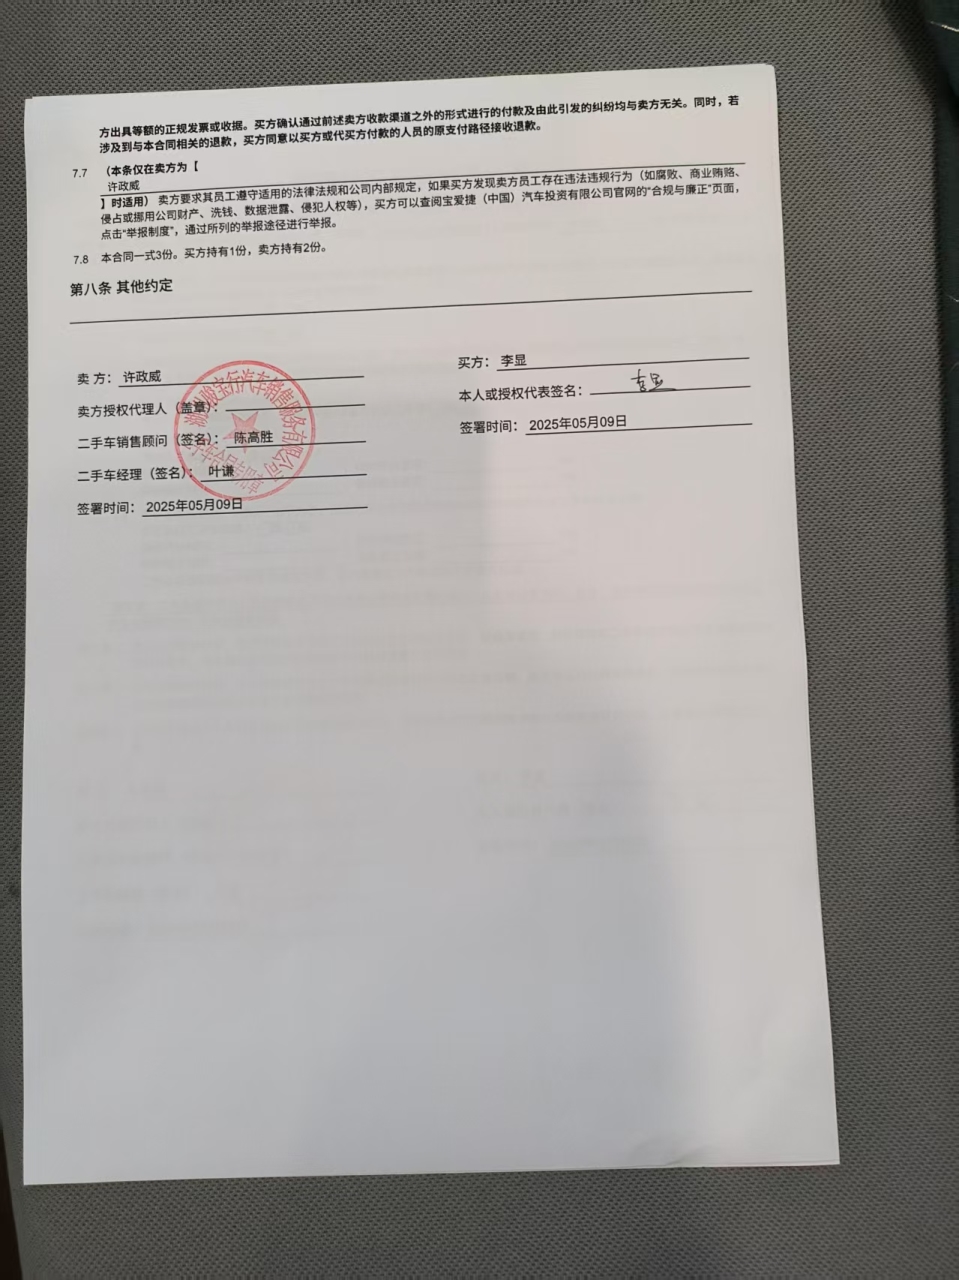 方出具等额的正规发票或收据。买方确认通过前述卖方收款渠道之外的形式进行的付款及由此引发的纠纷均与卖方无关。同时，若
涉及到与本合同相关的退款，买方同意以买方或代买方付款的人员的原支付路径接收退款。
7.7 （本条仅在卖方为【
许政威
】时适用）卖方要求其员工遵守适用的法律法规和公司内部规定，如果买方发现卖方员工存在违法违规行为（如腐败、商业贿赂、
侵占或挪用公司财产、洗钱、数据泄露、侵犯人权等），买方可以查阅宝爱捷（中国）汽车投资有限公司官网的“合规与廉正”页面，
点击“举报制度”，通过所列的举报途径进行举报。
7.8 本合同一式3份。买方持有1份，卖方持有2份。
第八条 其他约定
卖 方： 许政威
卖方授权代理人（盖章）：
二手车销售顾问（签名）： 陈高胜
二手车经理（签名）： 叶谦
签署时间： 2025年05月09日
买方： 李显
本人或授权代表签名：
签署时间： 2025年05月09日
宝行汽车销售服务有限公司